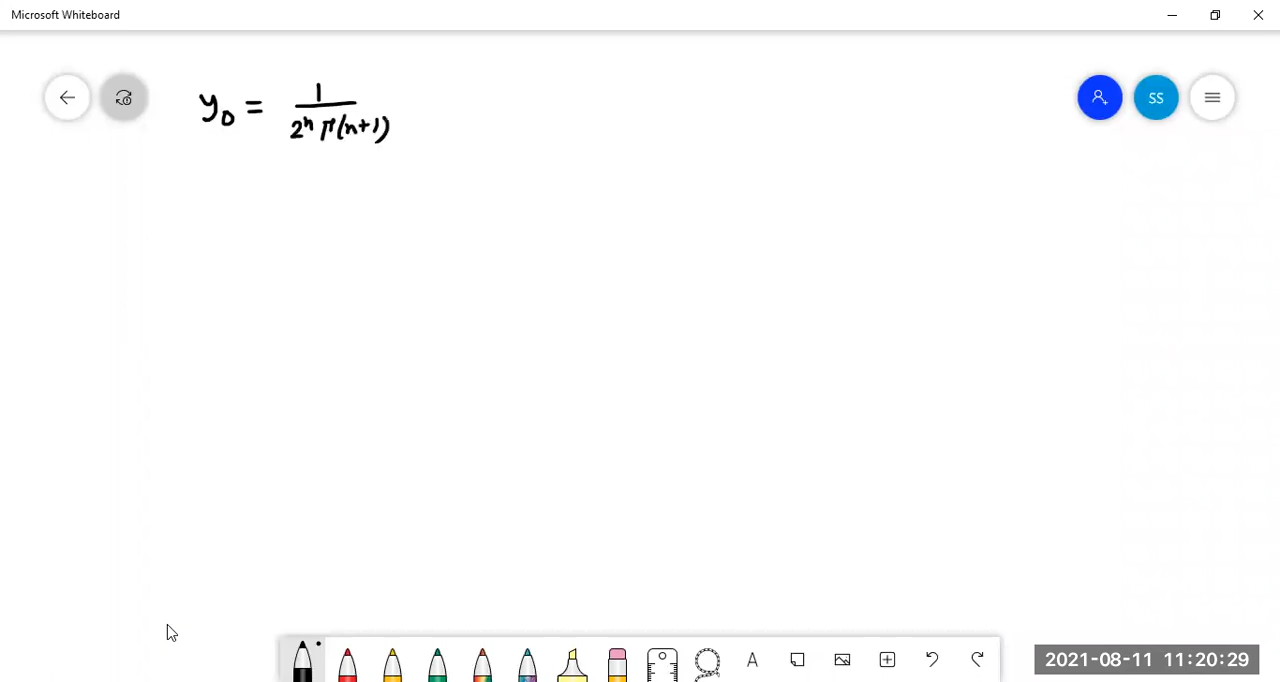 Microsoft Whiteboard
y₀ = 1 / (2ⁿ Γ(n+1))
SS
A
2021-08-11 11:20:29